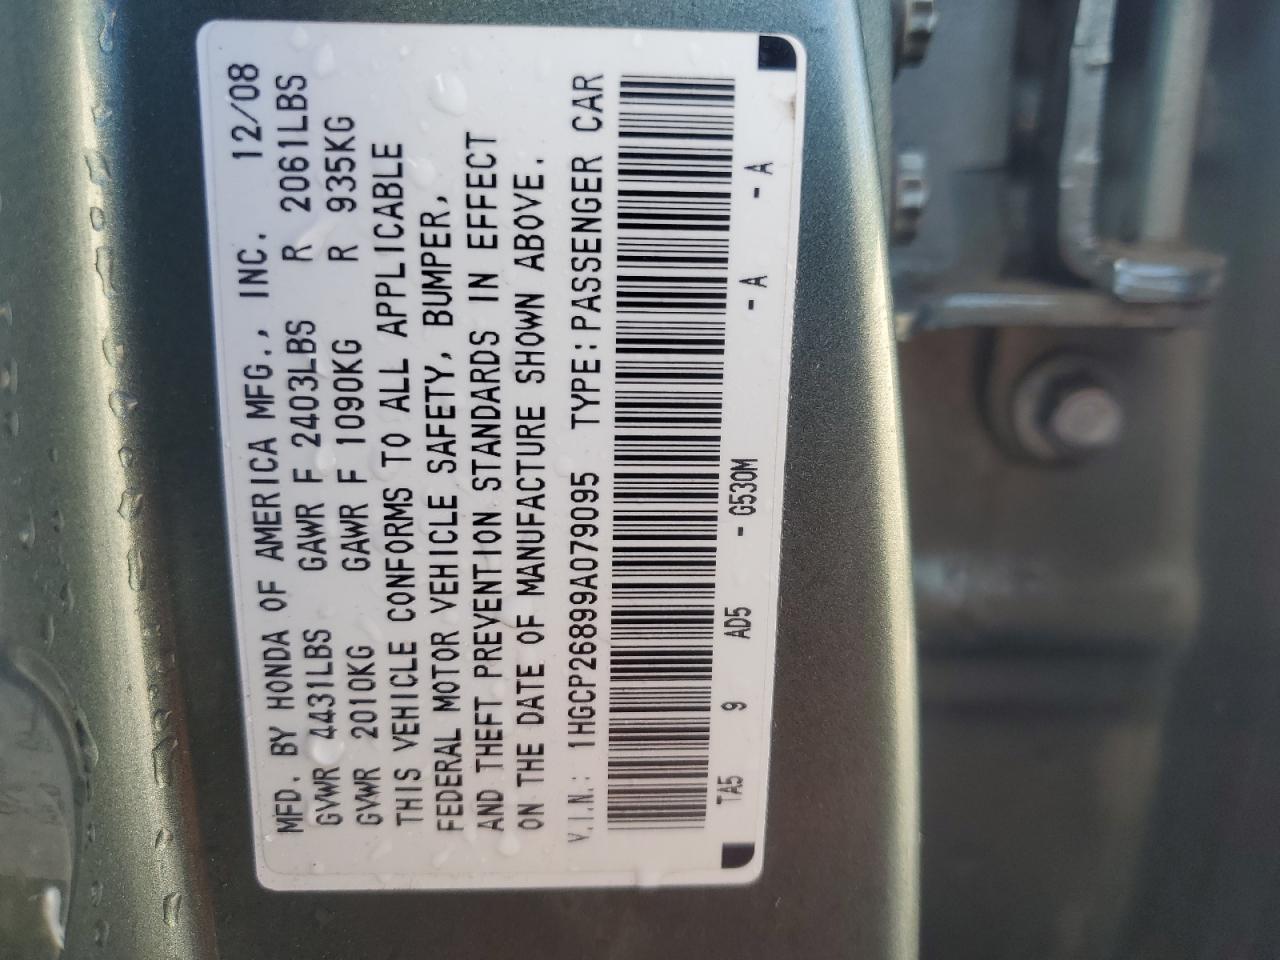 MFD. BY HONDA OF AMERICA MFG., INC. 12/08
GVWR 4431LBS GAWR F 2403LBS R 2061LBS
GVWR 2010KG GAWR F 1090KG R 935KG
THIS VEHICLE CONFORMS TO ALL APPLICABLE
FEDERAL MOTOR VEHICLE SAFETY, BUMPER,
AND THEFT PREVENTION STANDARDS IN EFFECT
ON THE DATE OF MANUFACTURE SHOWN ABOVE.
V.I.N.: 1HGCP26899A079095 TYPE:PASSENGER CAR
TA5 9 AD5 - G530M - A - A